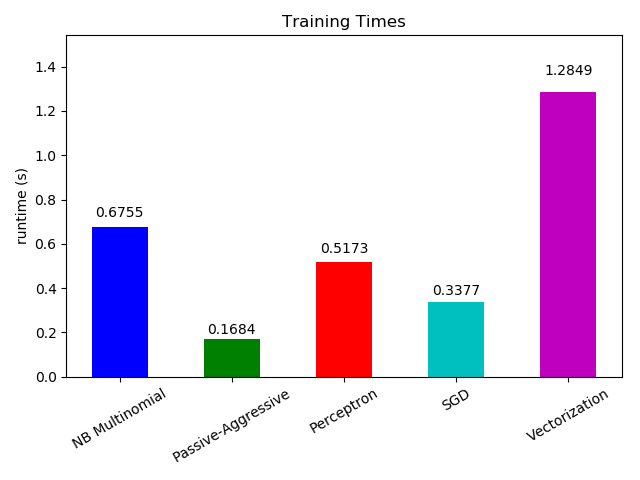 Training Times
runtime (s)
1.4
1.2
1.0
0.8
0.6
0.4
0.2
0.0
0.6755
0.1684
0.5173
0.3377
1.2849
NB Multinomial
Passive-Aggressive
Perceptron
SGD
Vectorization